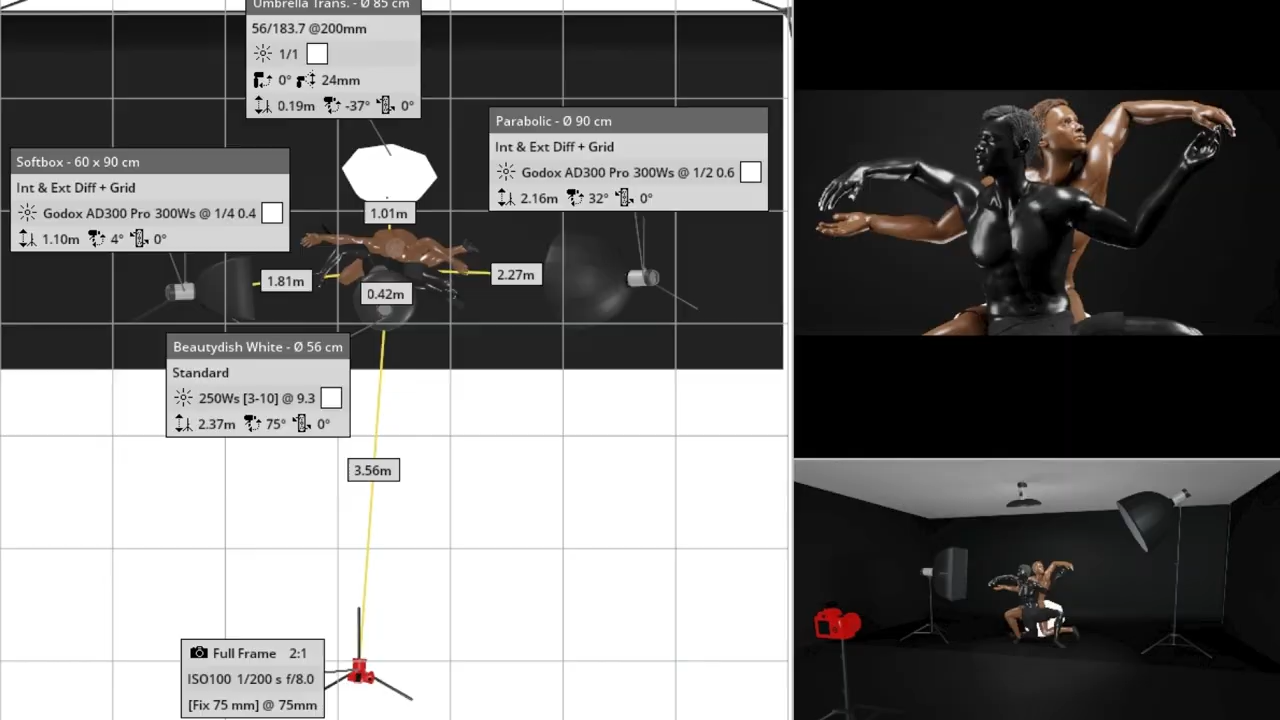 Umbrella Trans. - Ø 85 cm
56/183.7 @200mm
1/1
0° 24mm
0.19m -37° 0°
Parabolic - Ø 90 cm
Int & Ext Diff + Grid
Godox AD300 Pro 300Ws @ 1/2 0.6
2.16m 32° 0°
Softbox - 60 x 90 cm
Int & Ext Diff + Grid
Godox AD300 Pro 300Ws @ 1/4 0.4
1.10m 4° 0°
1.01m
1.81m
2.27m
0.42m
Beautydish White - Ø 56 cm
Standard
250Ws [3-10] @ 9.3
2.37m 75° 0°
3.56m
Full Frame 2:1
ISO100 1/200 s f/8.0
[Fix 75 mm] @ 75mm